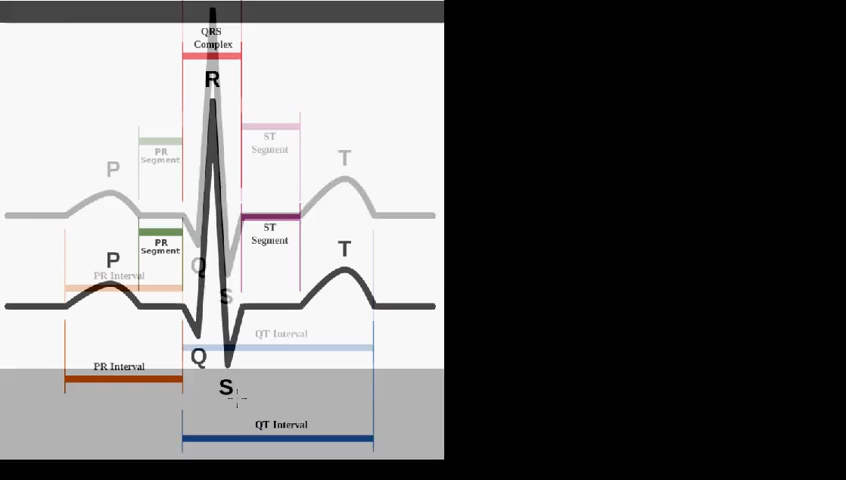 QRS
Complex
R
ST
Segment
PR
Segment
P
T
Q
PR
Segment
ST
Segment
T
P
PR Interval
S
QT Interval
Q
PR Interval
S
QT Interval